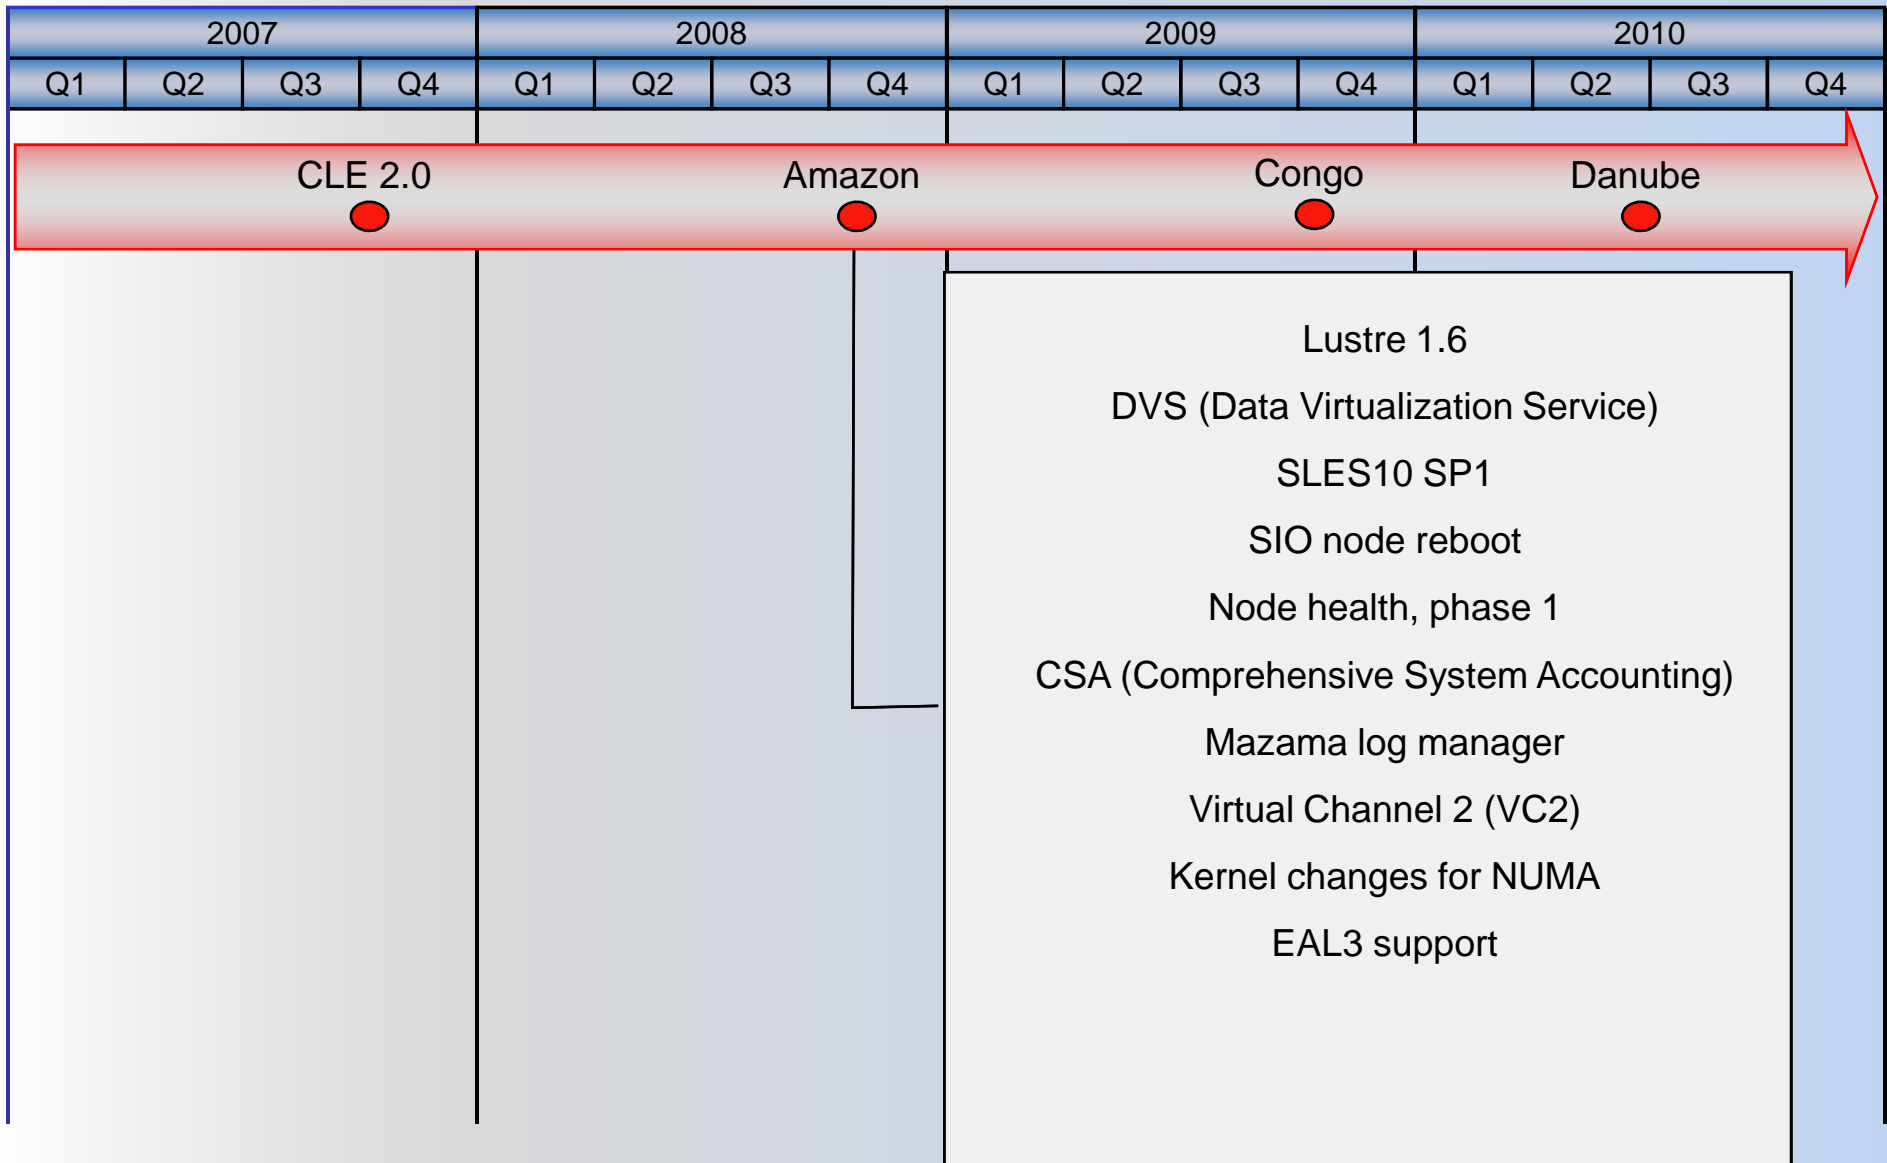 2007 2008 2009 2010
Q1 Q2 Q3 Q4 Q1 Q2 Q3 Q4 Q1 Q2 Q3 Q4 Q1 Q2 Q3 Q4
CLE 2.0 Amazon Congo Danube
Lustre 1.6
DVS (Data Virtualization Service)
SLES10 SP1
SIO node reboot
Node health, phase 1
CSA (Comprehensive System Accounting)
Mazama log manager
Virtual Channel 2 (VC2)
Kernel changes for NUMA
EAL3 support